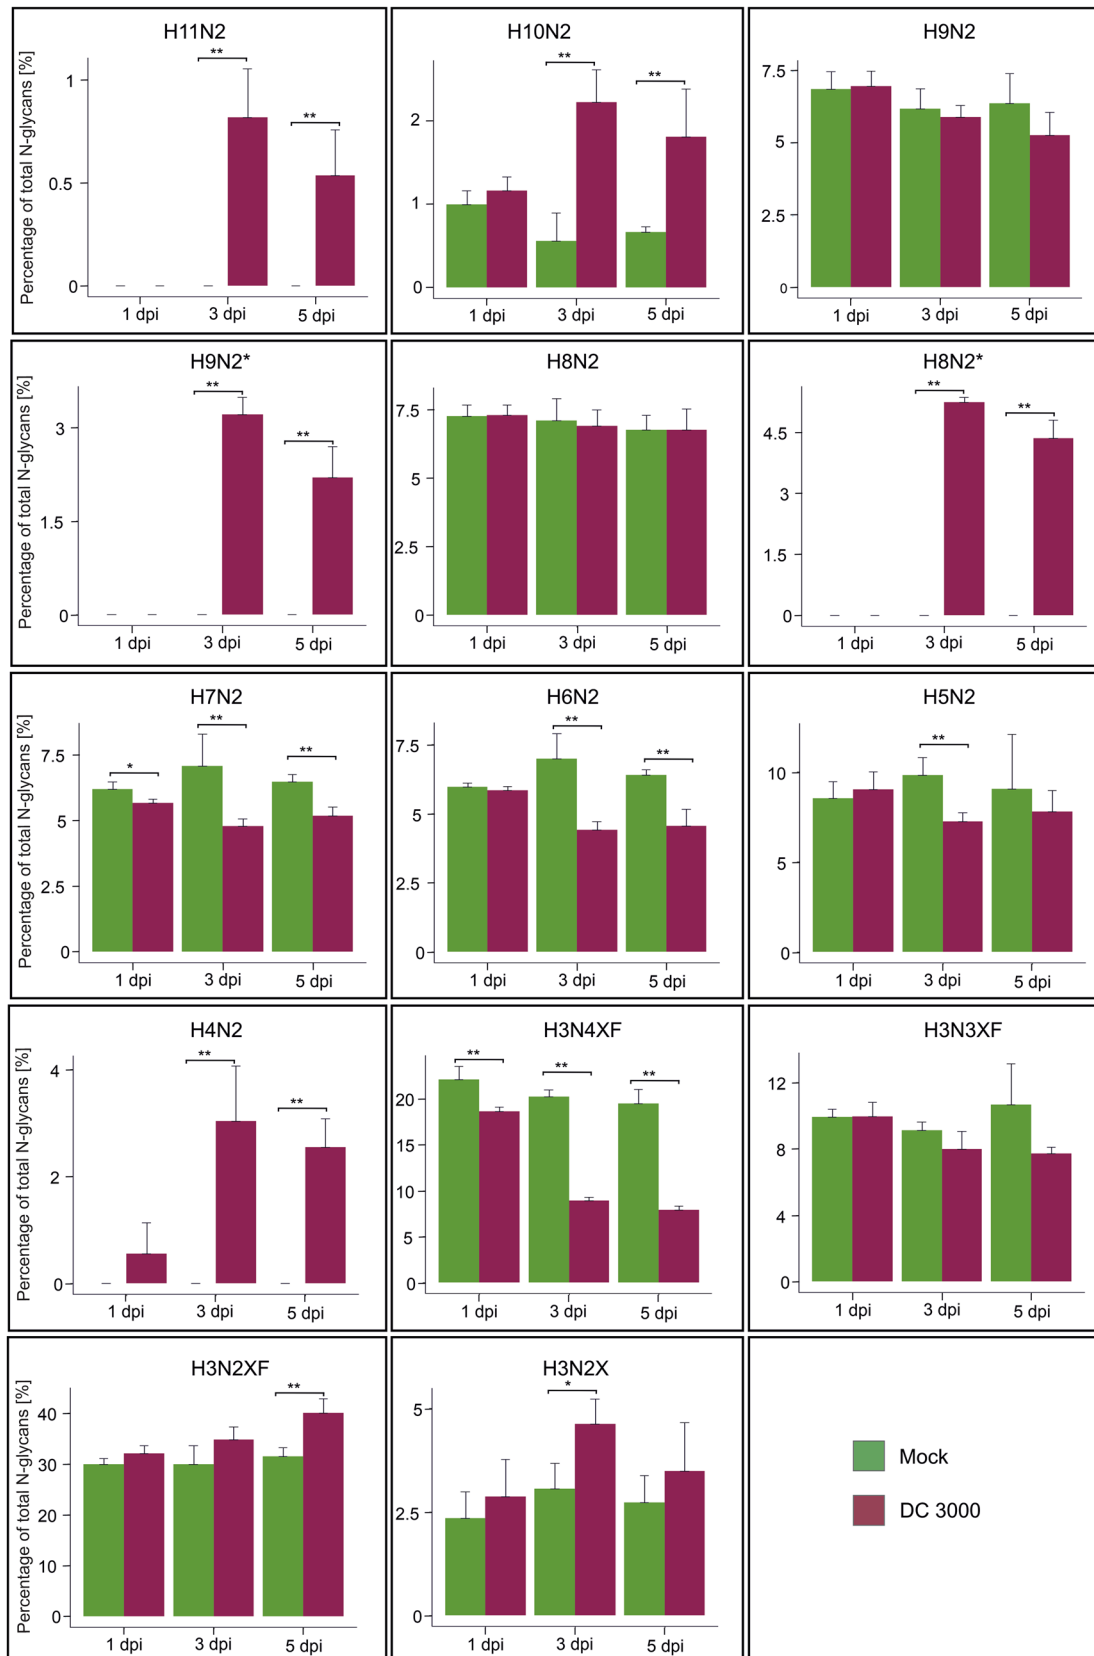 H11N2
Percentage of total N-glycans [%]
1
0.5
0
**
**
1 dpi 3 dpi 5 dpi
H10N2
2
1
0
**
**
1 dpi 3 dpi 5 dpi
H9N2
7.5
5
2.5
0
1 dpi 3 dpi 5 dpi
H9N2*
Percentage of total N-glycans [%]
3
1.5
0
**
**
1 dpi 3 dpi 5 dpi
H8N2
7.5
5
2.5
0
1 dpi 3 dpi 5 dpi
H8N2*
4.5
3
1.5
0
**
**
1 dpi 3 dpi 5 dpi
H7N2
Percentage of total N-glycans [%]
7.5
5
2.5
0
*
**
**
1 dpi 3 dpi 5 dpi
H6N2
7.5
5
2.5
0
**
**
1 dpi 3 dpi 5 dpi
H5N2
10
5
0
**
1 dpi 3 dpi 5 dpi
H4N2
Percentage of total N-glycans [%]
4
2
0
**
**
1 dpi 3 dpi 5 dpi
H3N4XF
20
15
10
5
0
**
**
**
1 dpi 3 dpi 5 dpi
H3N3XF
12
8
4
0
1 dpi 3 dpi 5 dpi
H3N2XF
Percentage of total N-glycans [%]
40
30
20
10
0
**
1 dpi 3 dpi 5 dpi
H3N2X
5
2.5
0
*
1 dpi 3 dpi 5 dpi
Mock
DC 3000